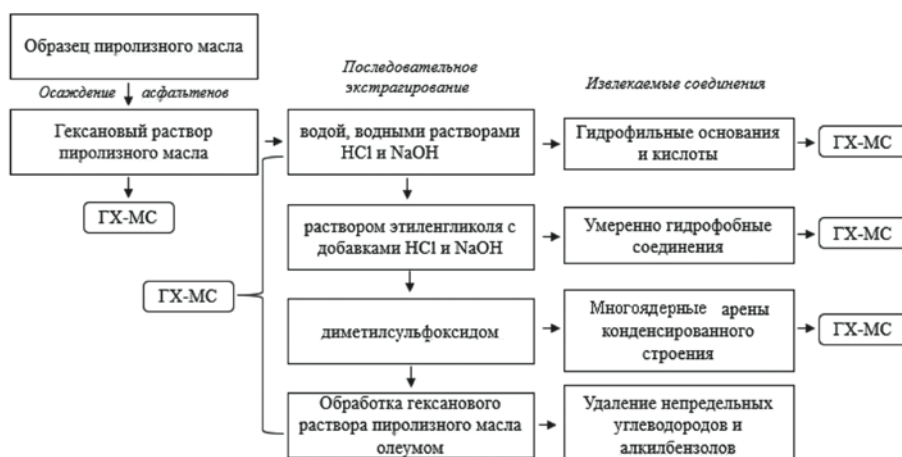 Образец пиролизного масла
Осаждение асфальтенов
Гексановый раствор
пиролизного масла
ГХ-МС
ГХ-МС
Последовательное
экстрагирование
водой, водными растворами
HCl и NaOH
раствором этиленгликоля с
добавками HCl и NaOH
диметилсульфоксидом
Обработка гексанового
раствора пиролизного масла
олеумом
Извлекаемые соединения
Гидрофильные основания
и кислоты
ГХ-МС
Умеренно гидрофобные
соединения
ГХ-МС
Многоядерные арены
конденсированного
строения
ГХ-МС
Удаление непредельных
углеводородов и
алкилбензолов